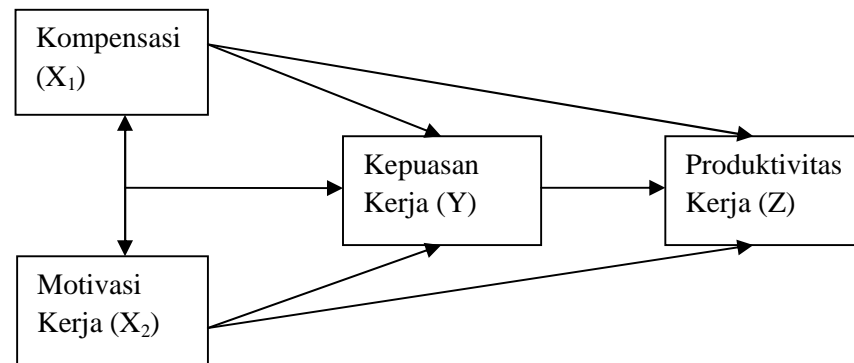 Kompensasi
(X₁)
Kepuasan
Kerja (Y)
Produktivitas
Kerja (Z)
Motivasi
Kerja (X₂)